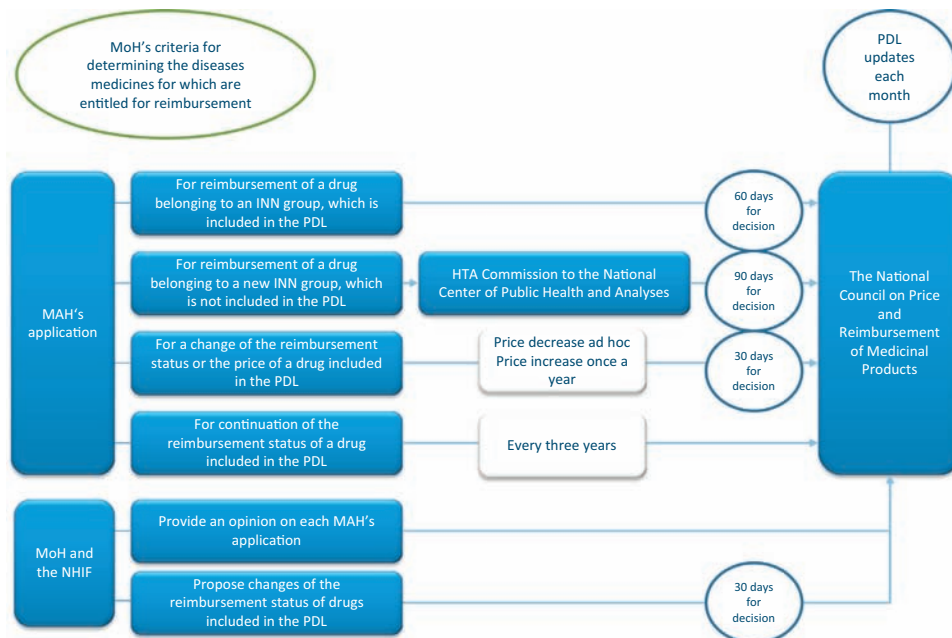 MoH's criteria for
determining the diseases
medicines for which are
entitled for reimbursement
PDL
updates
each
month
MAH's
application
For reimbursement of a drug
belonging to an INN group, which is
included in the PDL
60 days
for
decision
For reimbursement of a drug
belonging to a new INN group, which
is not included in the PDL
HTA Commission to the National
Center of Public Health and Analyses
90 days
for
decision
For a change of the reimbursement
status or the price of a drug included
in the PDL
Price decrease ad hoc
Price increase once a
year
30 days
for
decision
For continuation of the
reimbursement status of a drug
included in the PDL
Every three years
The National
Council on Price
and
Reimbursement
of Medicinal
Products
MoH and
the NHIF
Provide an opinion on each MAH's
application
Propose changes of the
reimbursement status of drugs
included in the PDL
30 days
for
decision